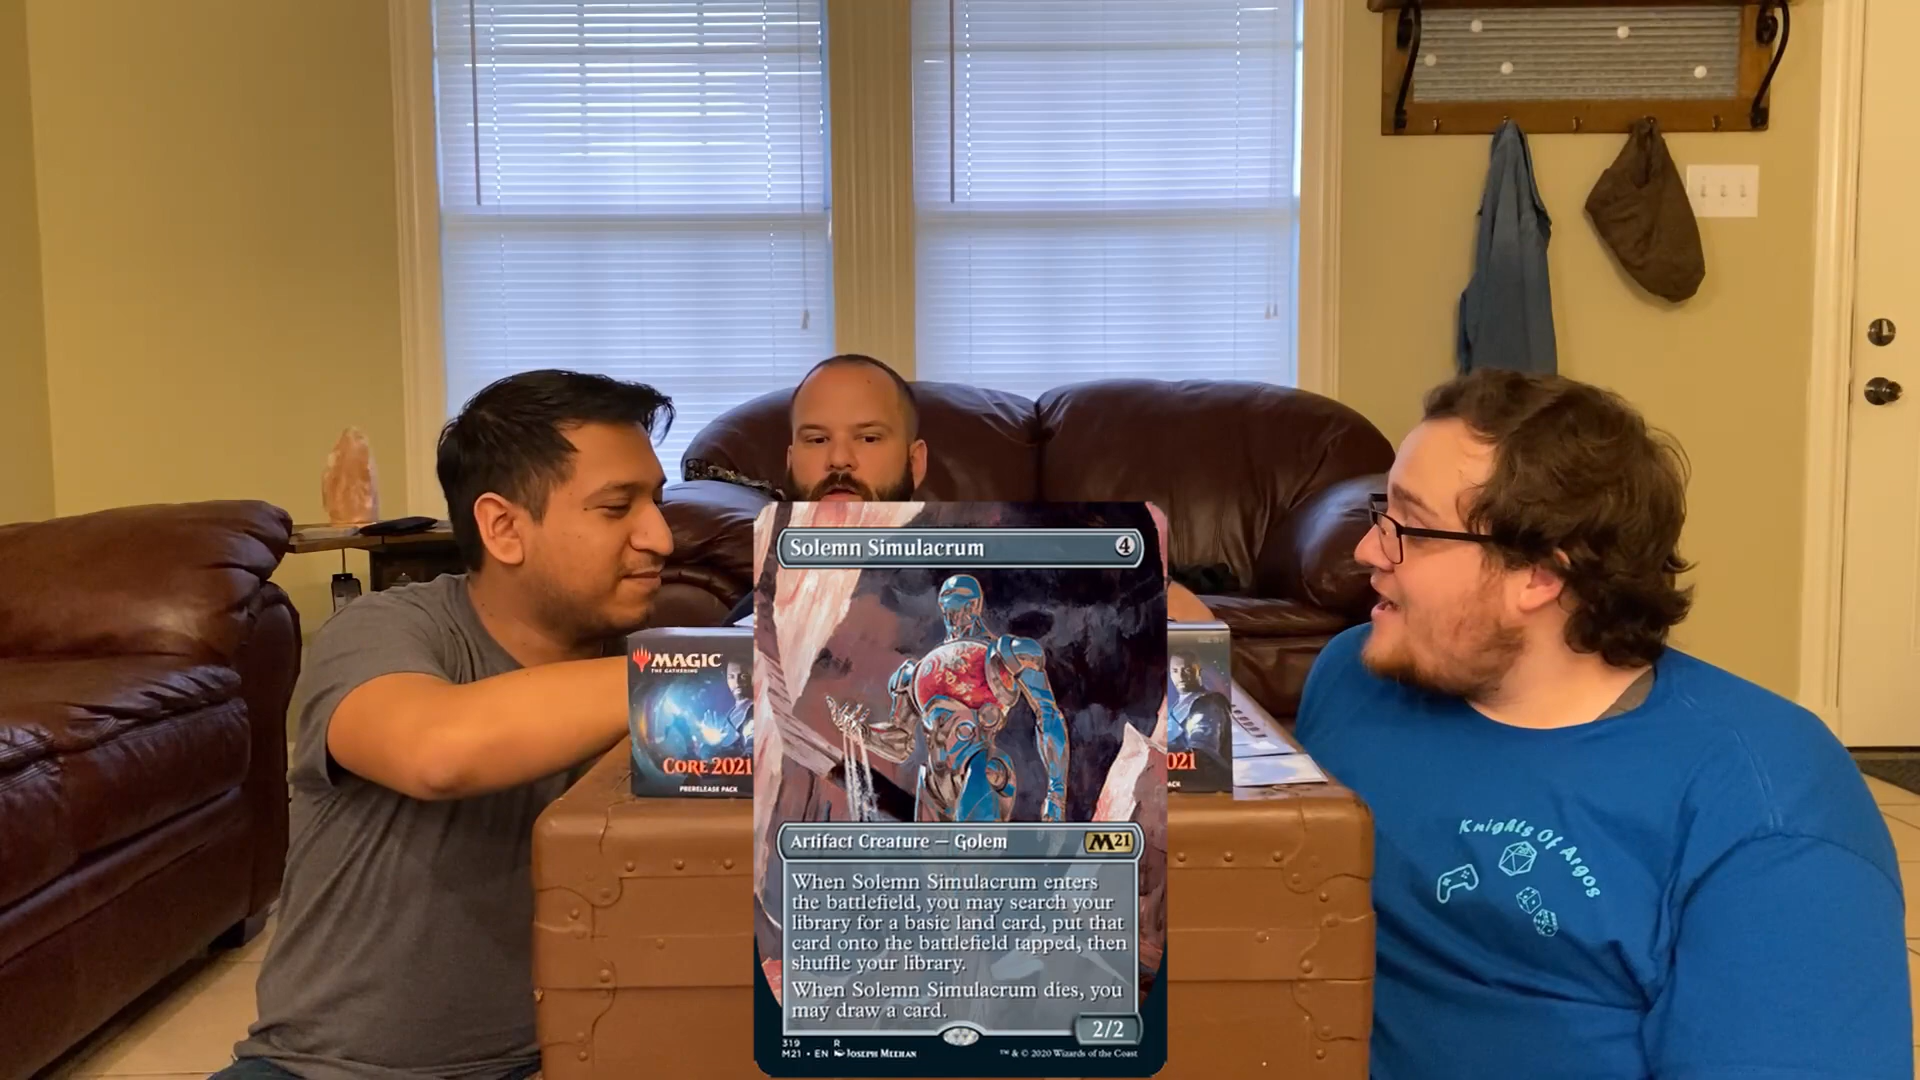 Solemn Simulacrum 4
MAGIC
THE GATHERING
CORE 2021
PRERELEASE PACK
021
ACK
Knights Of Argos
Artifact Creature — Golem M21
When Solemn Simulacrum enters
the battlefield, you may search your
library for a basic land card, put that
card onto the battlefield tapped, then
shuffle your library.
When Solemn Simulacrum dies, you
may draw a card.
2/2
319 R
M21 • EN JOSEPH MEEHAN
™ & © 2020 Wizards of the Coast